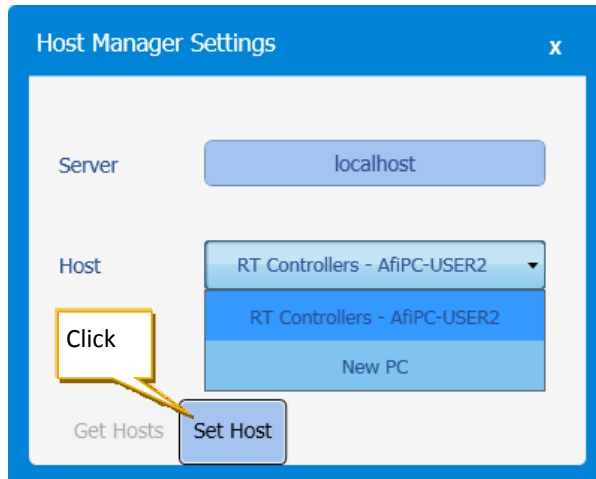 Host Manager Settings x
Server localhost
Host RT Controllers - AfiPC-USER2
RT Controllers - AfiPC-USER2
Click
New PC
Get Hosts Set Host